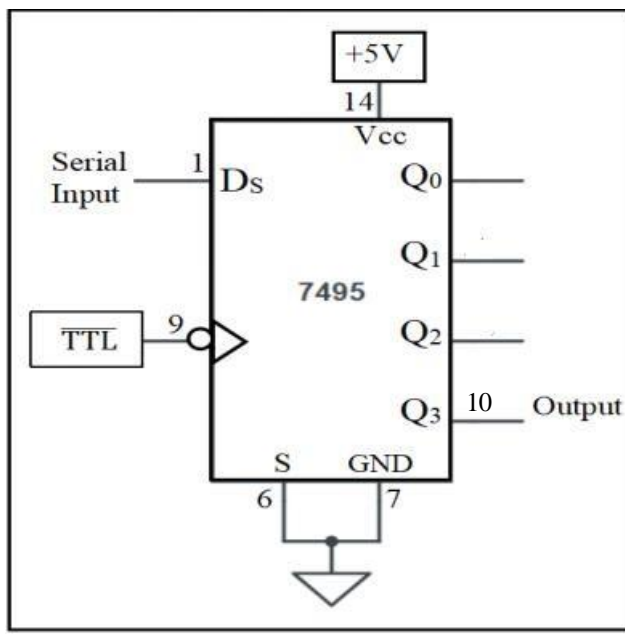 +5V
14
Vcc
Serial
Input
1
Ds
Q0
Q1
7495
TTL
9
Q2
Q3
10
Output
S
GND
6
7